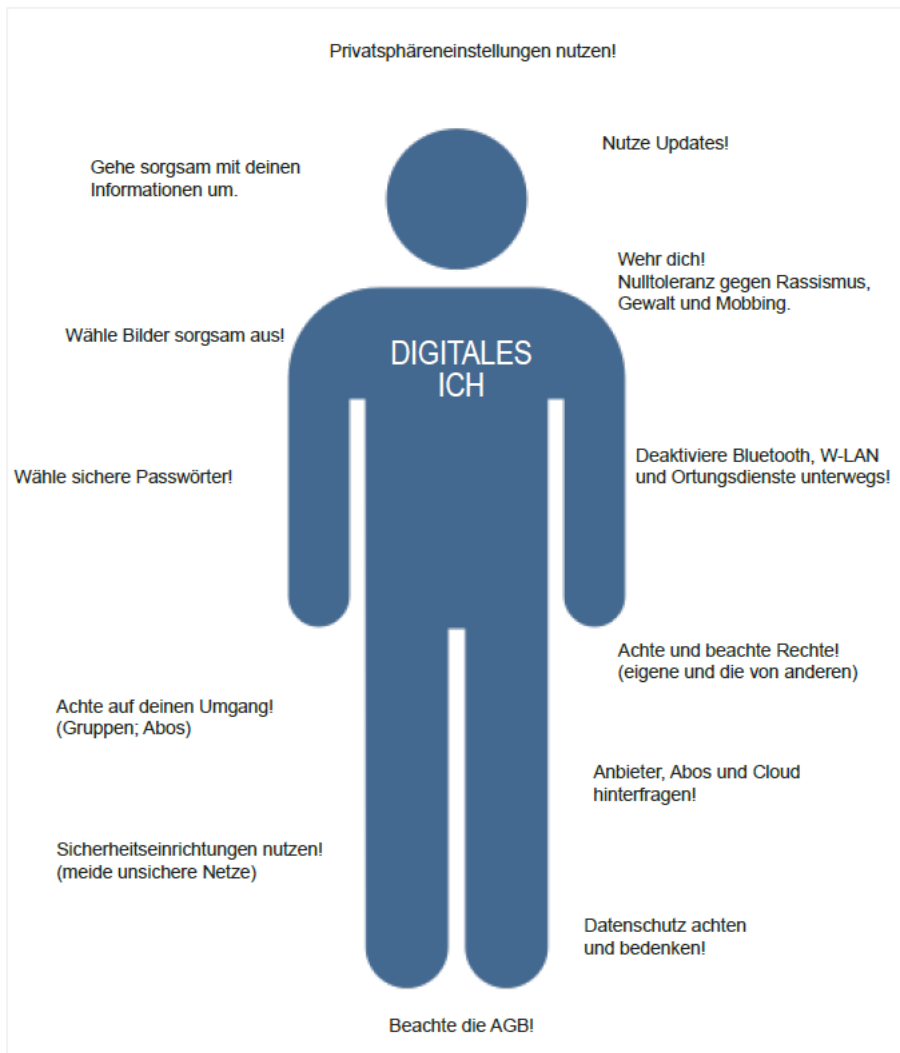 Privatsphäreneinstellungen nutzen!
Nutze Updates!
Gehe sorgsam mit deinen
Informationen um.
Wehr dich!
Nulltoleranz gegen Rassismus,
Gewalt und Mobbing.
Wähle Bilder sorgsam aus!
DIGITALES
ICH
Deaktiviere Bluetooth, W-LAN
und Ortungsdienste unterwegs!
Wähle sichere Passwörter!
Achte und beachte Rechte!
(eigene und die von anderen)
Achte auf deinen Umgang!
(Gruppen; Abos)
Anbieter, Abos und Cloud
hinterfragen!
Sicherheitseinrichtungen nutzen!
(meide unsichere Netze)
Datenschutz achten
und bedenken!
Beachte die AGB!